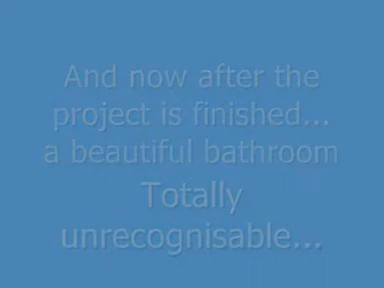 And now after the
project is finished...
a beautiful bathroom
Totally
unrecognisable...